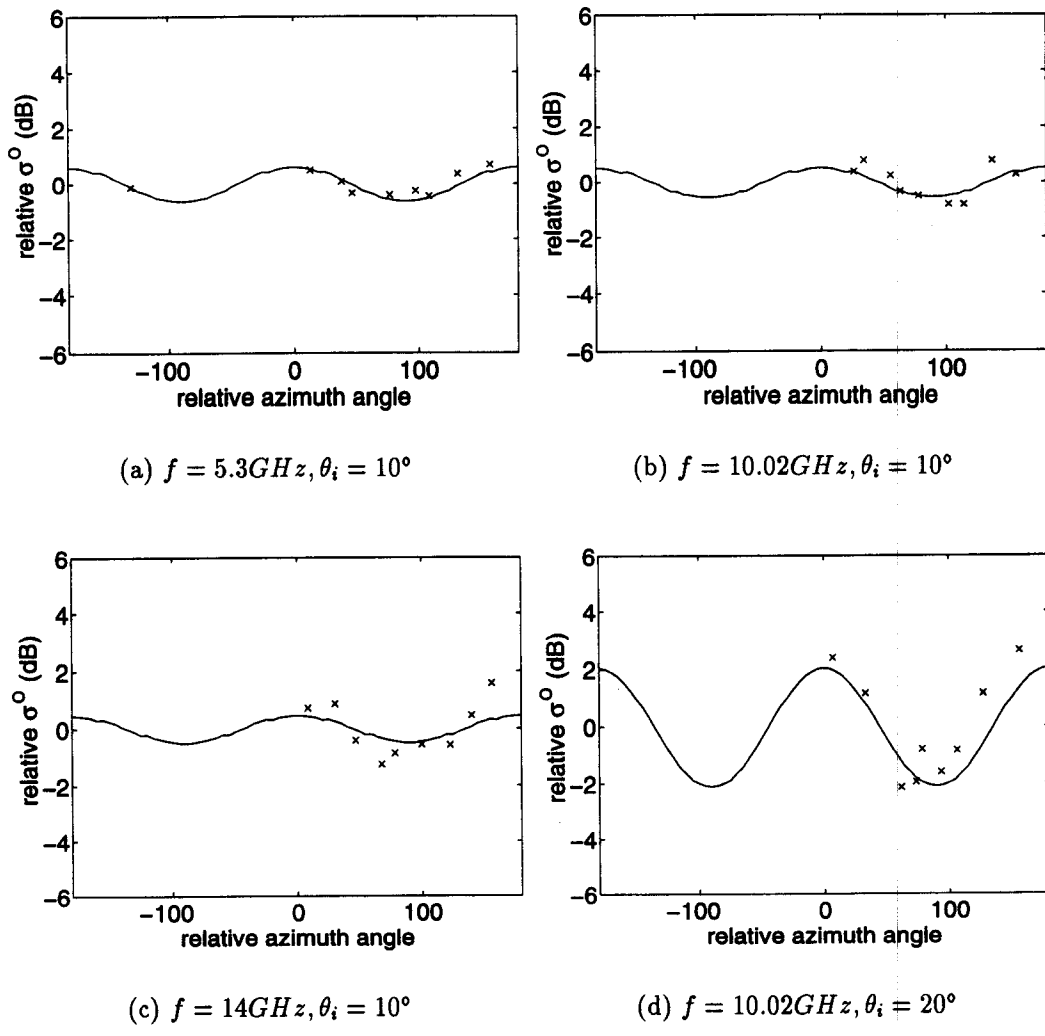 6
4
2
0
−2
−4
−6
relative σ° (dB)
−100 0 100
relative azimuth angle
(a) f = 5.3GHz, θi = 10°
6
4
2
0
−2
−4
−6
relative σ° (dB)
−100 0 100
relative azimuth angle
(b) f = 10.02GHz, θi = 10°
6
4
2
0
−2
−4
−6
relative σ° (dB)
−100 0 100
relative azimuth angle
(c) f = 14GHz, θi = 10°
6
4
2
0
−2
−4
−6
relative σ° (dB)
−100 0 100
relative azimuth angle
(d) f = 10.02GHz, θi = 20°